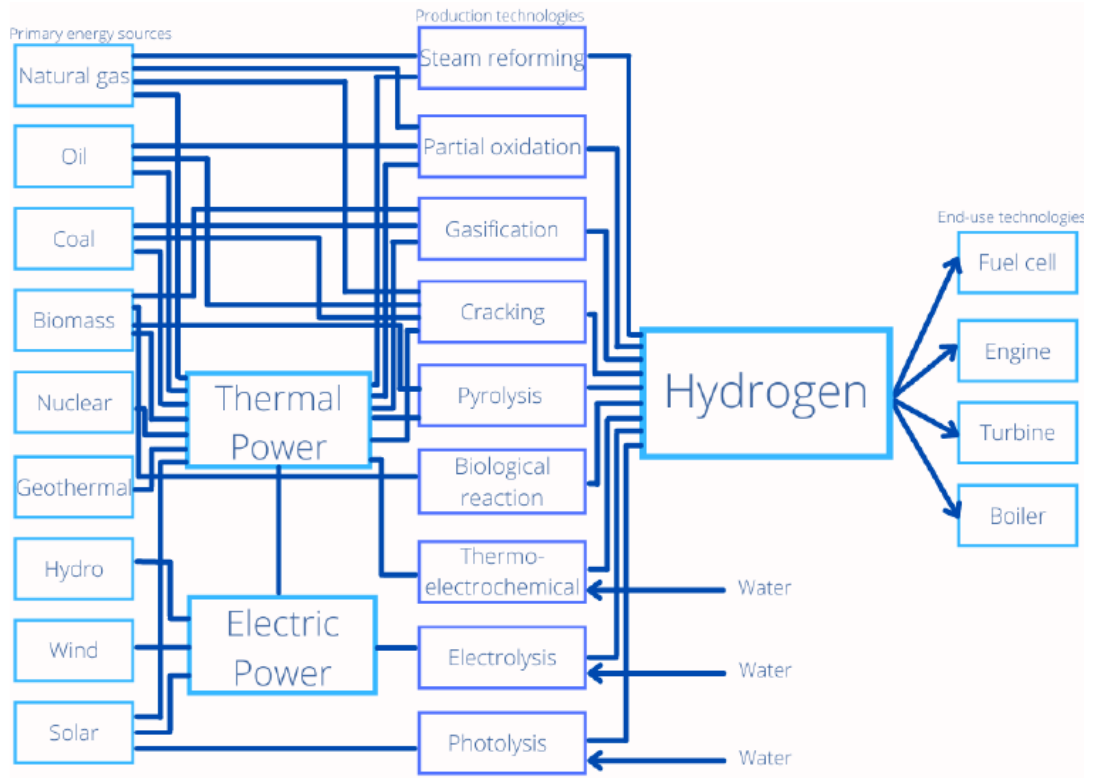 Primary energy sources
Natural gas
Oil
Coal
Biomass
Nuclear
Geothermal
Hydro
Wind
Solar
Thermal
Power
Electric
Power
Production technologies
Steam reforming
Partial oxidation
Gasification
Cracking
Pyrolysis
Biological
reaction
Thermo-
electrochemical
Electrolysis
Photolysis
Water
Water
Water
Hydrogen
End-use technologies
Fuel cell
Engine
Turbine
Boiler